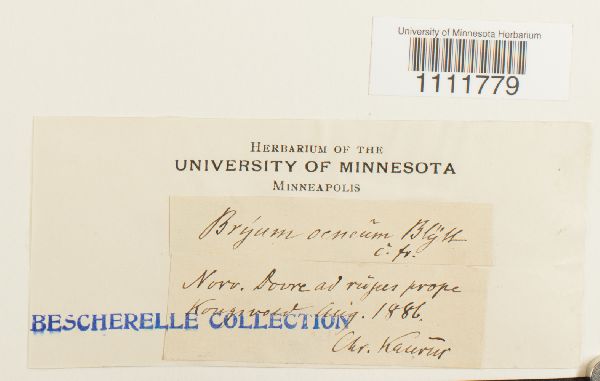 University of Minnesota Herbarium
1111779
HERBARIUM OF THE
UNIVERSITY OF MINNESOTA
MINNEAPOLIS
Bryum oeneum Blytt
c. fr.
Norv. Dovre ad rupes prope
Kongsvold Aug. 1886.
BESCHERELLE COLLECTION
Chr. Kaurin